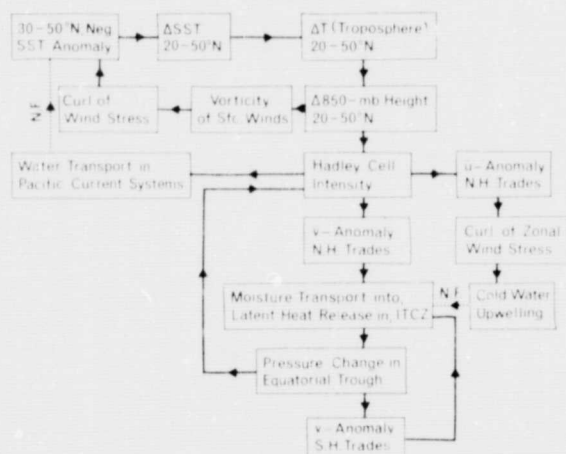 30-50°N, Neg.
SST Anomaly
ΔSST
20-50°N
ΔT (Troposphere)
20-50°N
N.F.
Curl of
Wind Stress
Vorticity
of Sfc Winds
Δ850-mb Height
20-50°N
Water Transport in
Pacific Current Systems
Hadley Cell
Intensity
u-Anomaly
N.H. Trades
v-Anomaly
N.H. Trades
Curl of Zonal
Wind Stress
Moisture Transport into,
Latent Heat Release in, ITCZ
N.F.
Cold Water
Upwelling
Pressure Change in
Equatorial Trough
v-Anomaly
S.H. Trades